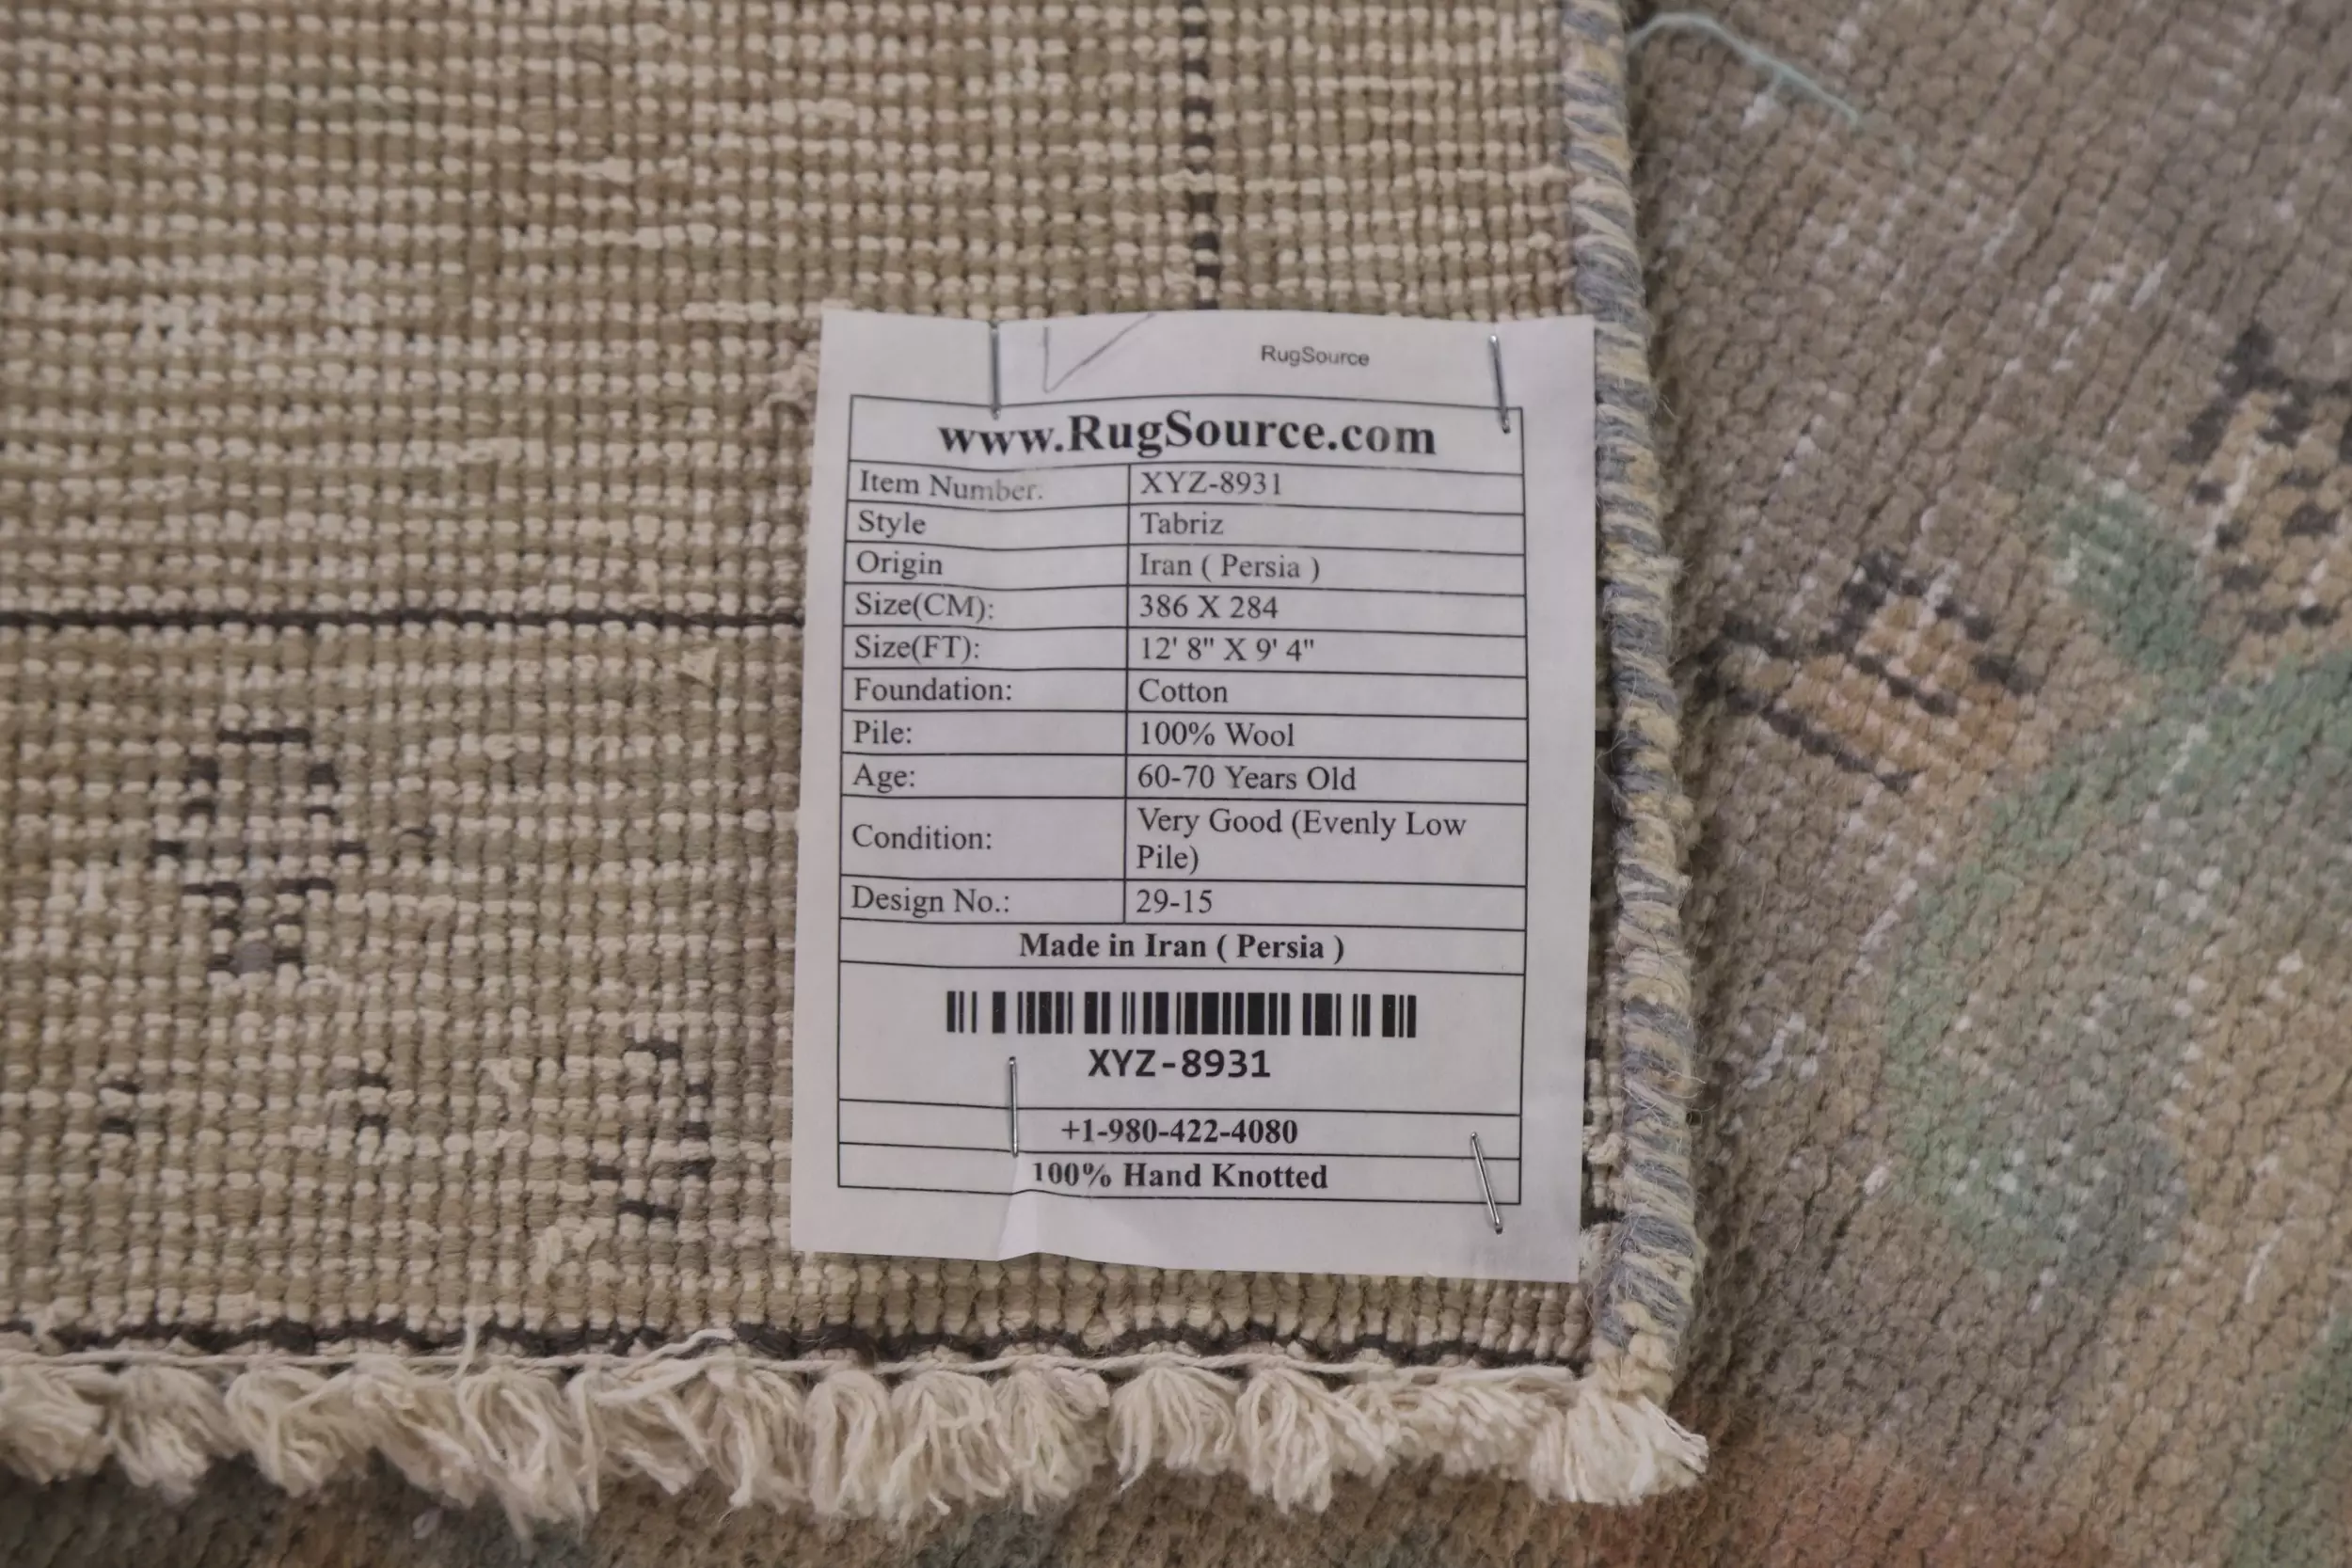 RugSource
www.RugSource.com
Item Number. XYZ-8931
Style Tabriz
Origin Iran ( Persia )
Size(CM): 386 X 284
Size(FT): 12' 8" X 9' 4"
Foundation: Cotton
Pile: 100% Wool
Age: 60-70 Years Old
Condition: Very Good (Evenly Low
Pile)
Design No.: 29-15
Made in Iran ( Persia )
XYZ-8931
+1-980-422-4080
100% Hand Knotted